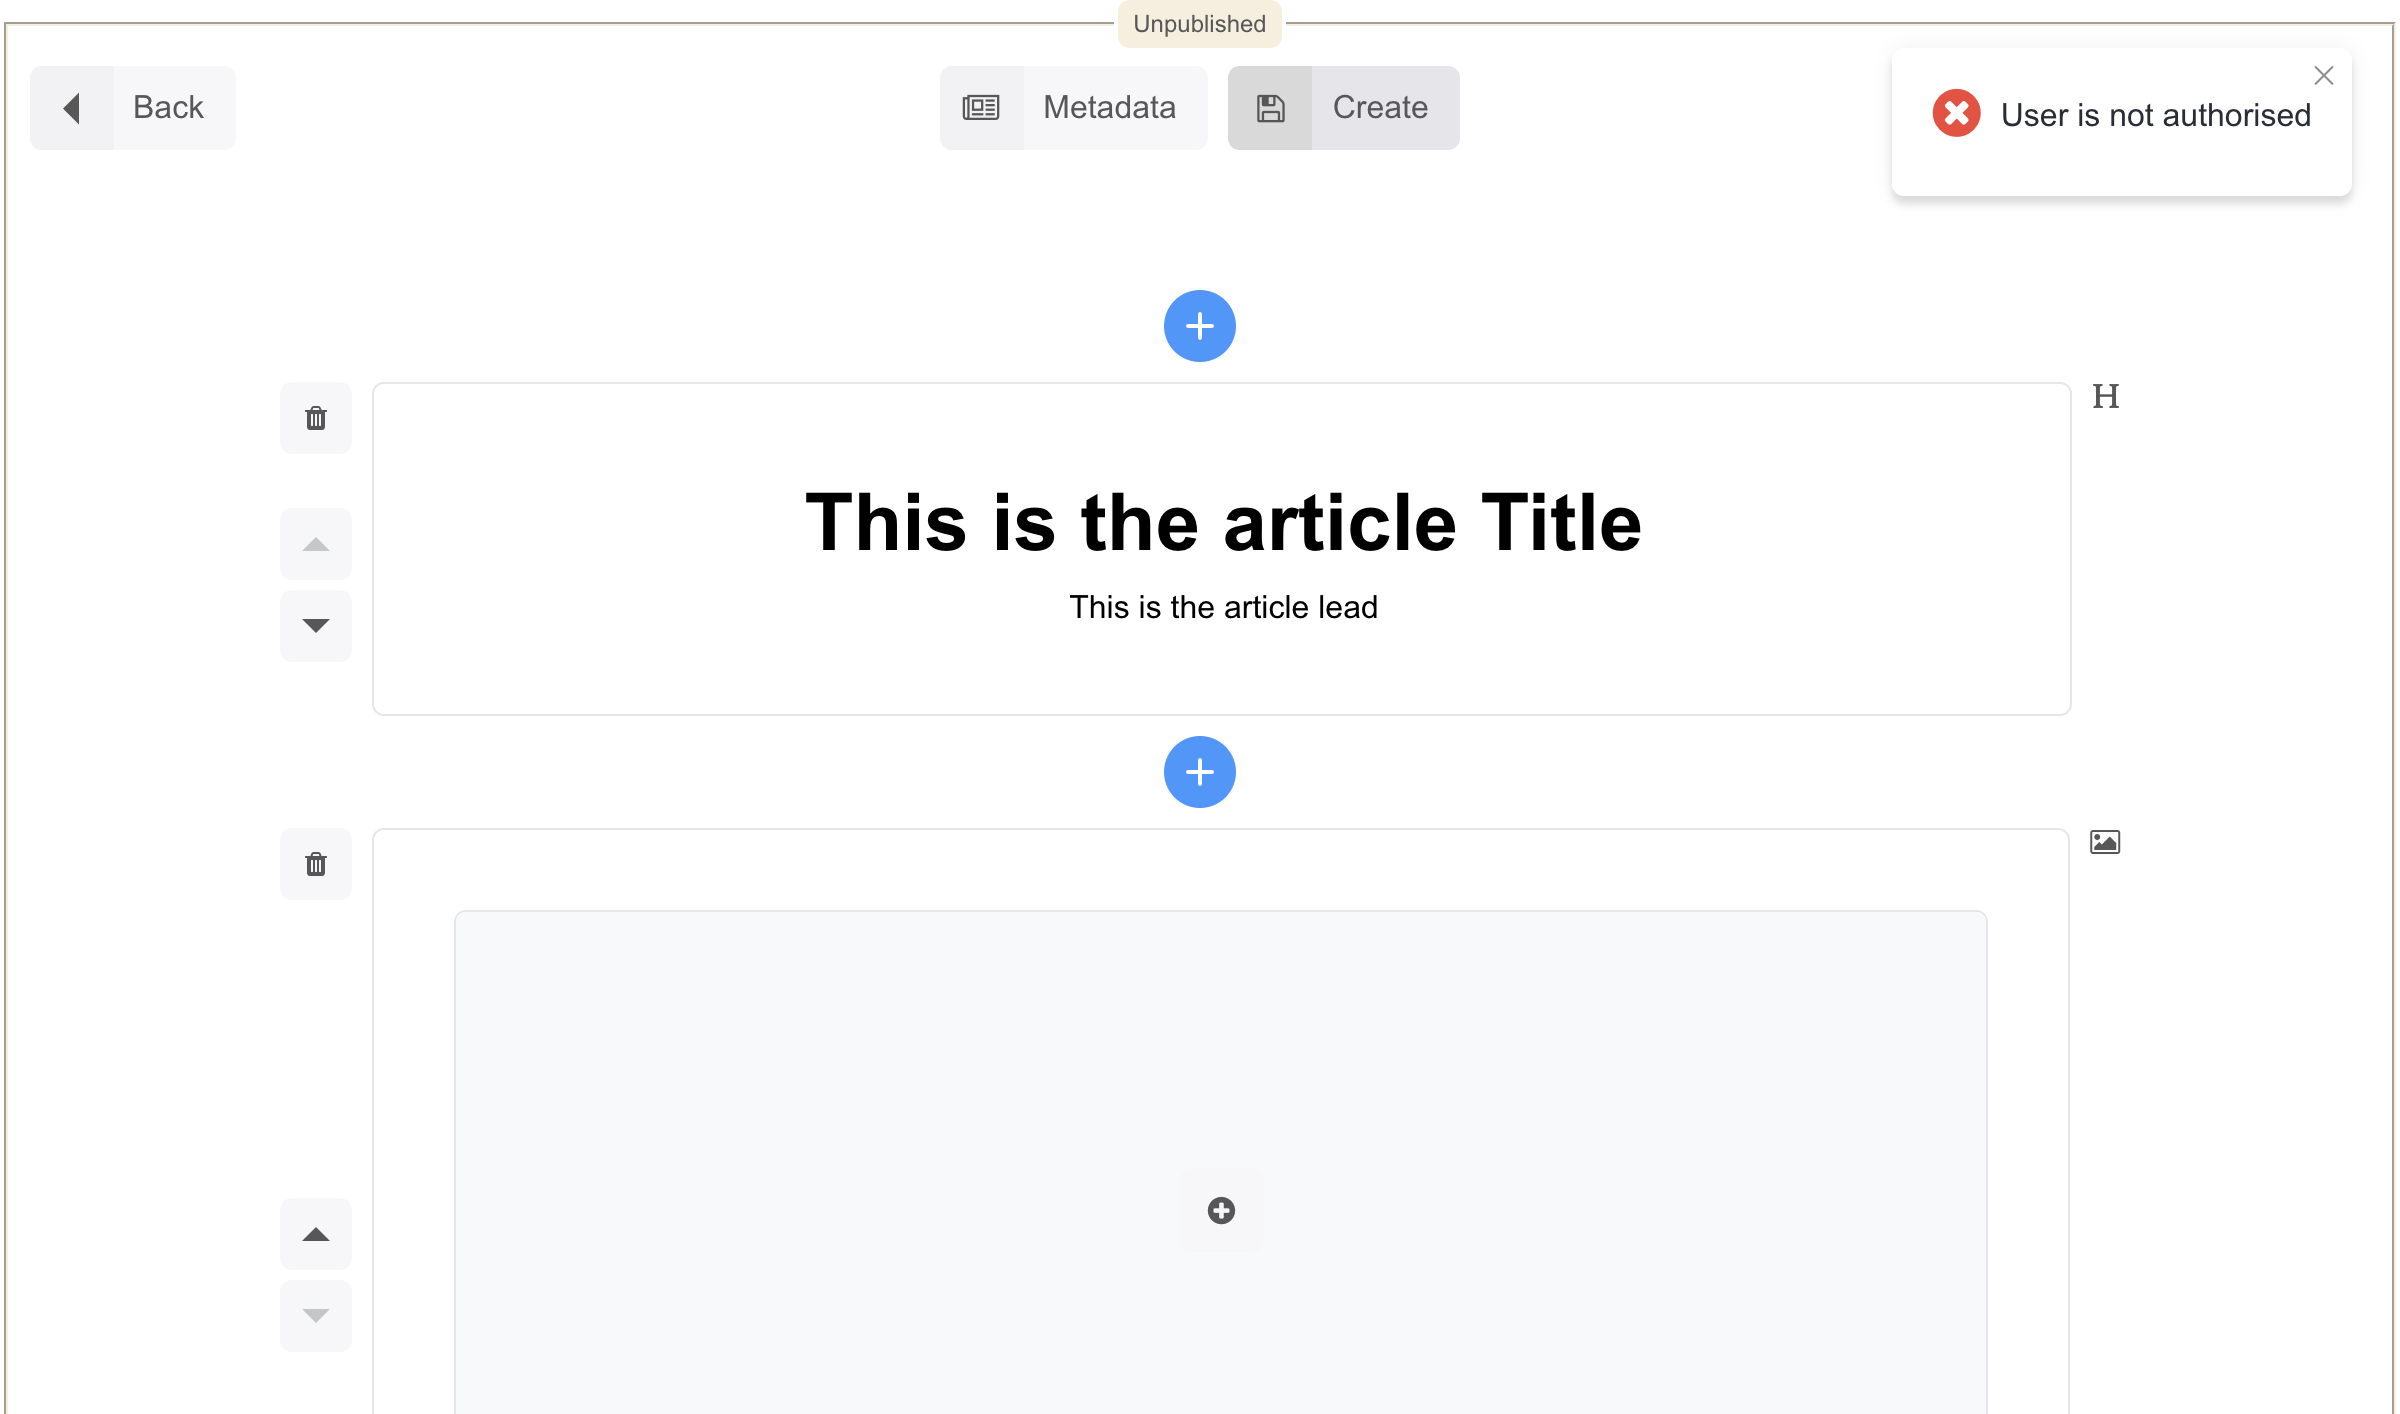 Unpublished
Back
Metadata
Create
User is not authorised
H
This is the article Title
This is the article lead